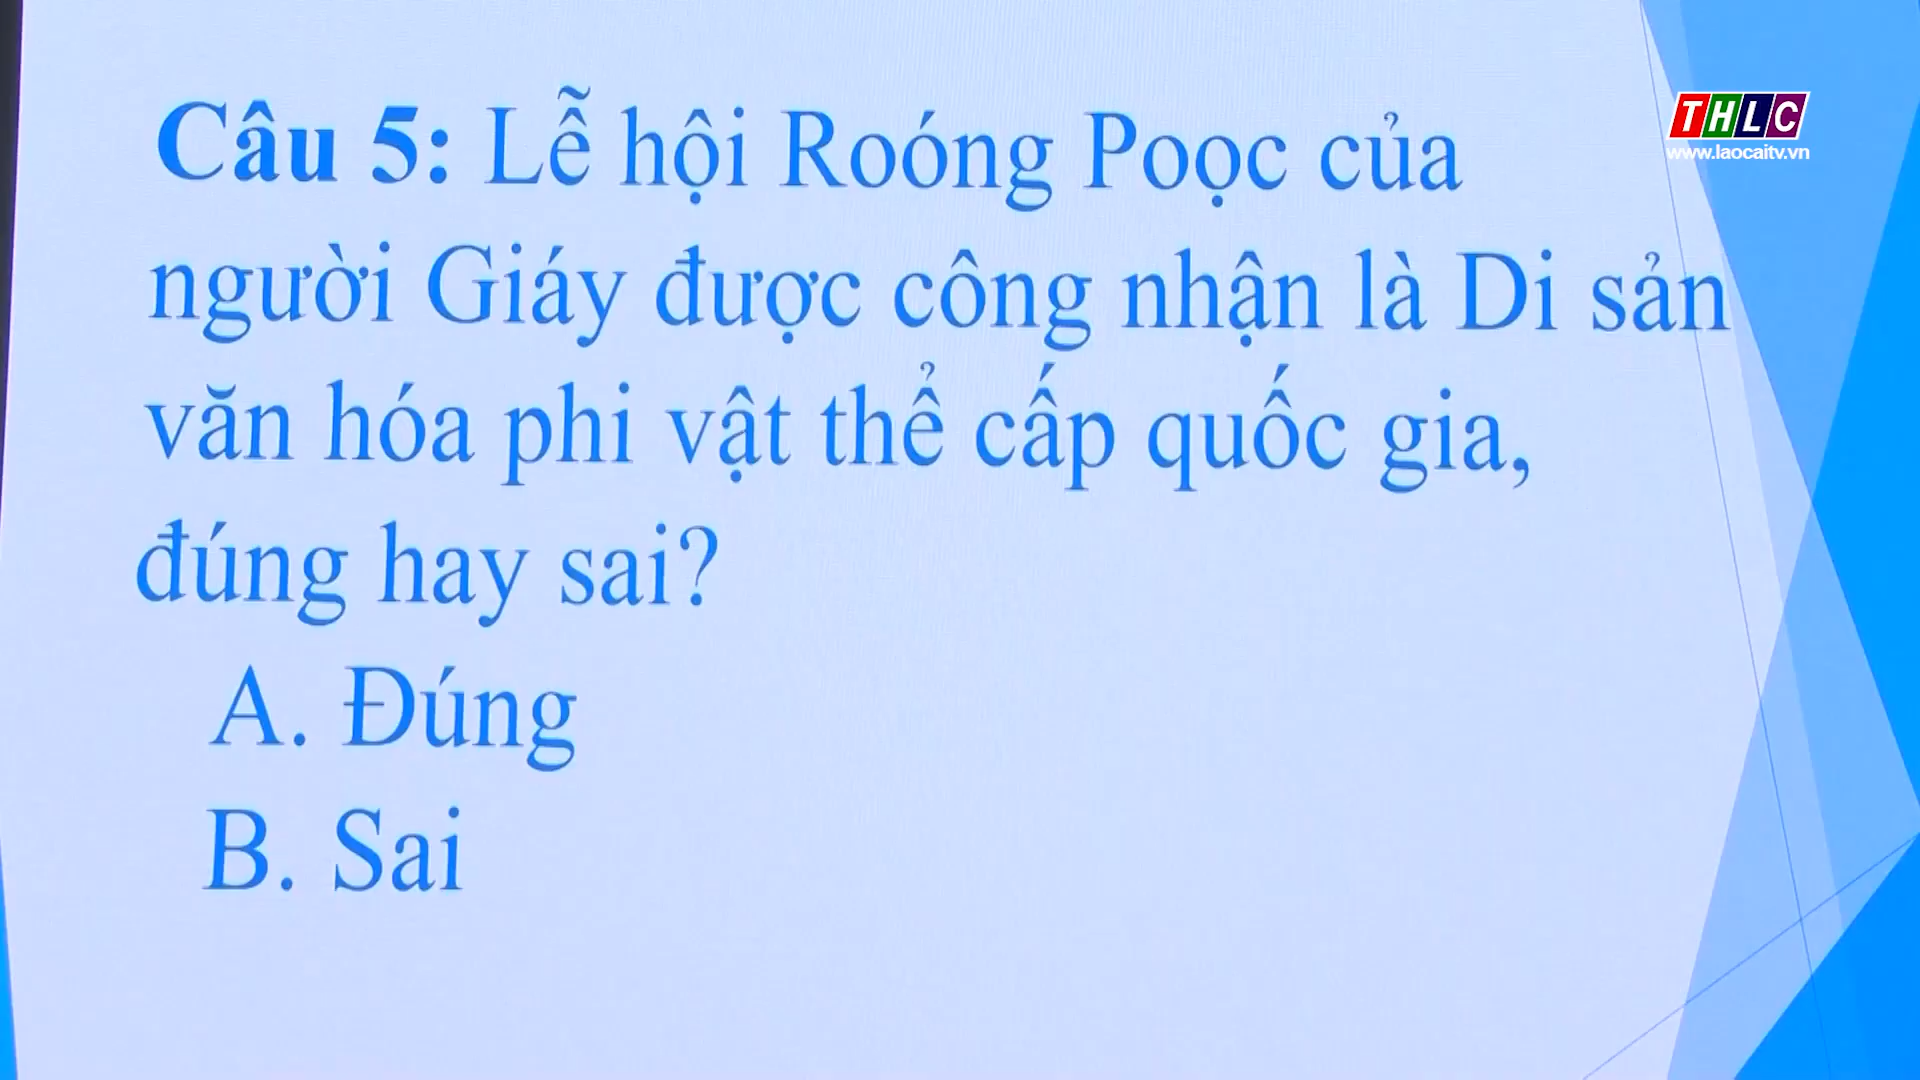 THLC
www.laocaitv.vn
Câu 5: Lễ hội Roóng Poọc của
người Giáy được công nhận là Di sản
văn hóa phi vật thể cấp quốc gia,
đúng hay sai?
A. Đúng
B. Sai